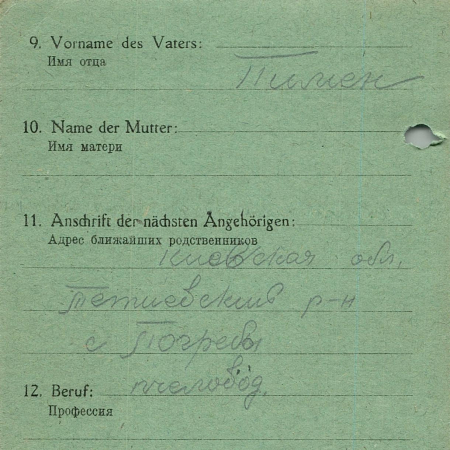 9. Vorname des Vaters:
Имя отца
Пимен
10. Name der Mutter:
Имя матери
11. Anschrift der nächsten Angehörigen:
Адрес ближайших родственников
Киевская обл.
Тетиевский р-н
с Погребы
12. Beruf: пчеловод.
Профессия